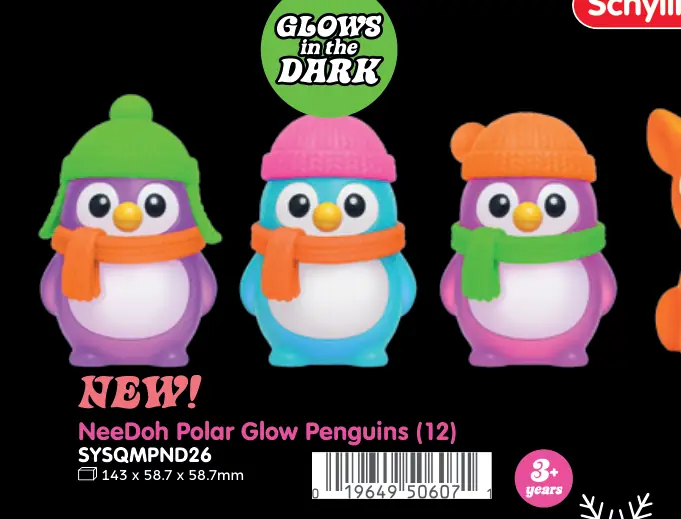 Schylli
GLOWS
in the
DARK
NEW!
NeeDoh Polar Glow Penguins (12)
SYSQMPND26
143 x 58.7 x 58.7mm
0 19649 50607 1
3+
years